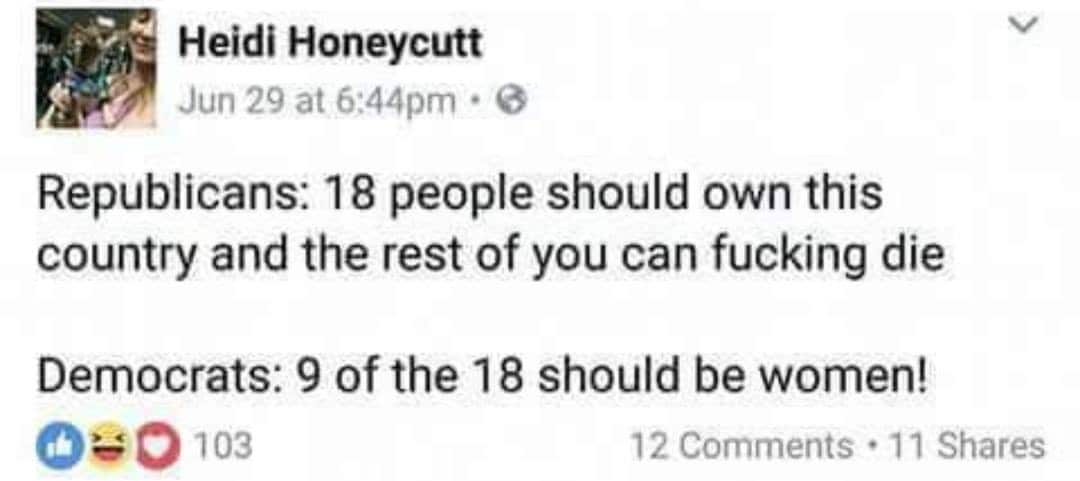 Heidi Honeycutt
Jun 29 at 6:44pm •
Republicans: 18 people should own this
country and the rest of you can fucking die
Democrats: 9 of the 18 should be women!
103
12 Comments • 11 Shares